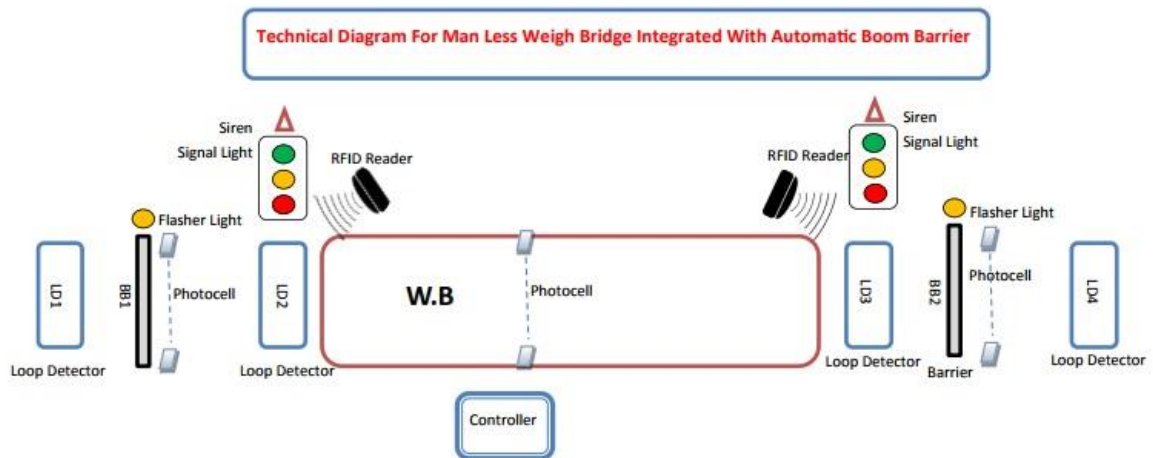 Technical Diagram For Man Less Weigh Bridge Integrated With Automatic Boom Barrier
Siren
Signal Light
RFID Reader
Flasher Light
LD1
BB1
Photocell
LD2
Loop Detector
Loop Detector
W.B
Photocell
Controller
RFID Reader
Siren
Signal Light
Flasher Light
LD3
BB2
Photocell
LD4
Loop Detector
Barrier
Loop Detector